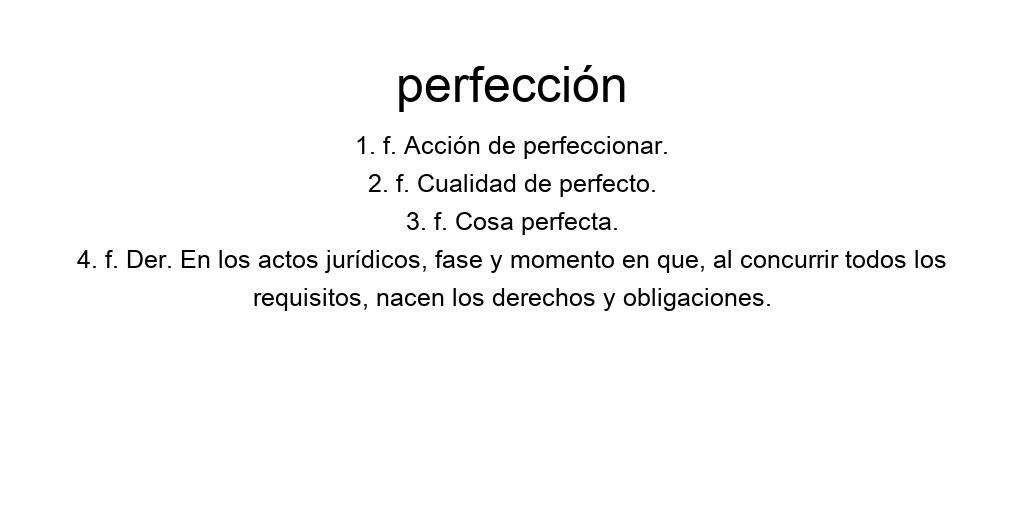 perfección
1. f. Acción de perfeccionar.
2. f. Cualidad de perfecto.
3. f. Cosa perfecta.
4. f. Der. En los actos jurídicos, fase y momento en que, al concurrir todos los
requisitos, nacen los derechos y obligaciones.